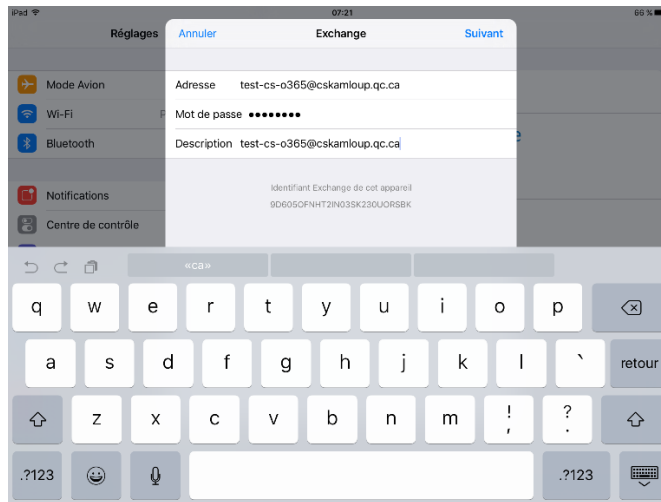 iPad 07:21 66 %
Réglages Annuler Exchange Suivant
Mode Avion Adresse test-cs-o365@cskamloup.qc.ca
Wi-Fi P Mot de passe ●●●●●●●●
Bluetooth Description test-cs-o365@cskamloup.qc.ca
Identifiant Exchange de cet appareil
9D605OFNHT2IN03SK230UORSBK
Notifications
Centre de contrôle
«ca»
q w e r t y u i o p
a s d f g h j k l ` retour
z x c v b n m ! , ? .
.?123 .?123